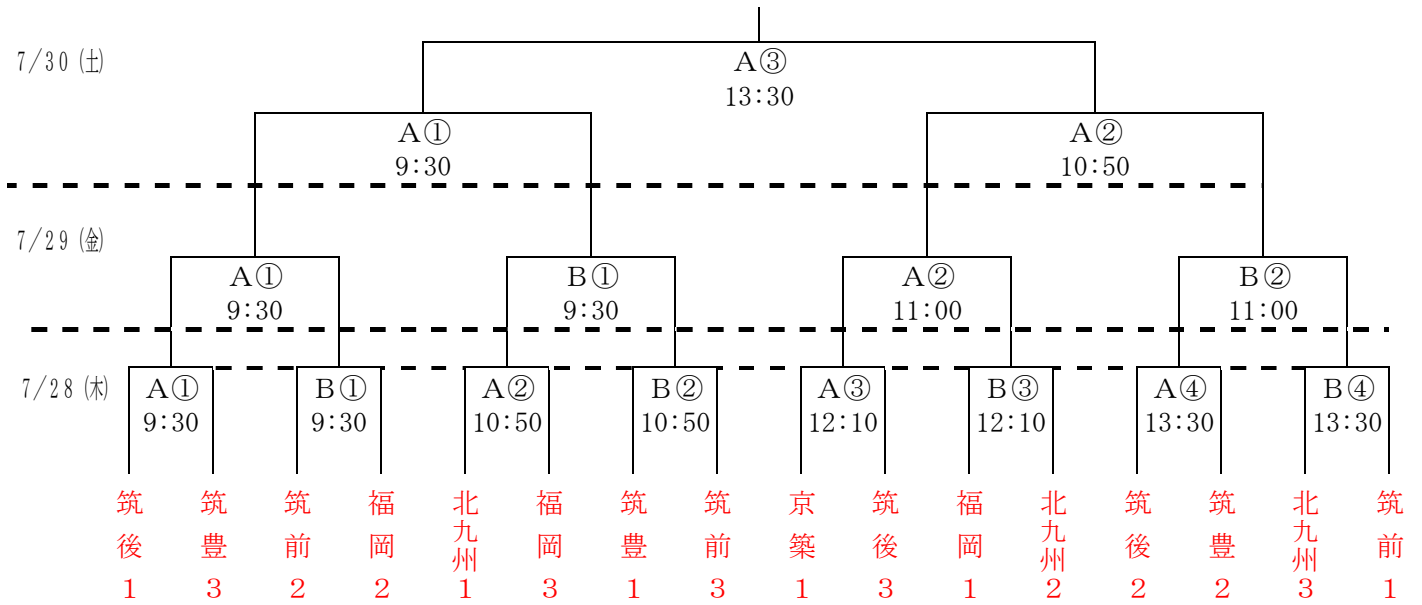 7/30 (土)
A③
13:30
A①
9:30
A②
10:50
7/29 (金)
A①
9:30
B①
9:30
A②
11:00
B②
11:00
7/28 (木)
A①
9:30
B①
9:30
A②
10:50
B②
10:50
A③
12:10
B③
12:10
A④
13:30
B④
13:30
筑後1
筑豊3
筑前2
福岡2
北九州1
福岡3
筑豊1
筑前3
京築1
筑後3
福岡1
北九州2
筑後2
筑豊2
北九州3
筑前1